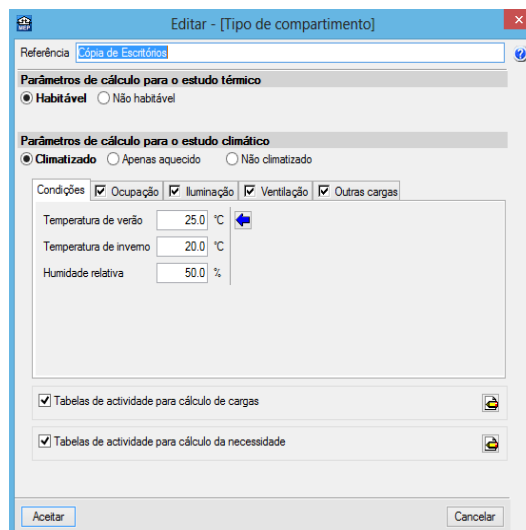 MEP
Editar - [Tipo de compartimento]
Referência Cópia de Escritórios
Parâmetros de cálculo para o estudo térmico
Habitável Não habitável
Parâmetros de cálculo para o estudo climático
Climatizado Apenas aquecido Não climatizado
Condições Ocupação Iluminação Ventilação Outras cargas
Temperatura de verão 25.0 °C
Temperatura de inverno 20.0 °C
Humidade relativa 50.0 %
Tabelas de actividade para cálculo de cargas
Tabelas de actividade para cálculo da necessidade
Aceitar Cancelar